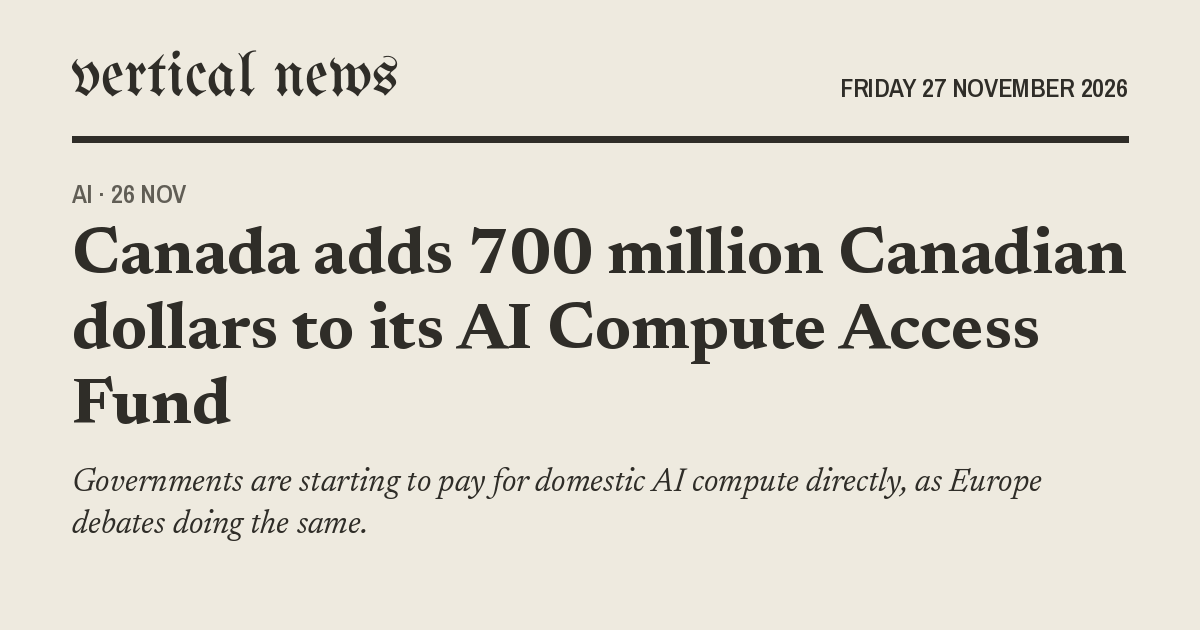 vertical news
FRIDAY 27 NOVEMBER 2026
AI · 26 NOV
Canada adds 700 million Canadian
dollars to its AI Compute Access
Fund
Governments are starting to pay for domestic AI compute directly, as Europe
debates doing the same.